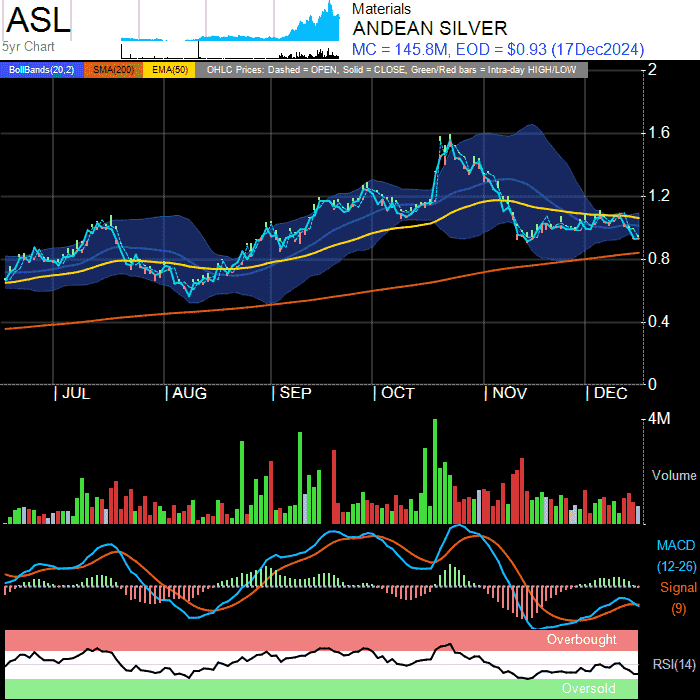 ASL
5yr Chart
Materials
ANDEAN SILVER
MC = 145.8M, EOD = $0.93 (17Dec2024)
BollBands(20,2) SMA(200) EMA(50) OHLC Prices: Dashed = OPEN, Solid = CLOSE, Green/Red bars = Intra-day HIGH/LOW
2
1.6
1.2
0.8
0.4
0
| JUL | AUG | SEP | OCT | NOV | DEC
4M
Volume
MACD
(12-26)
Signal
(9)
Overbought
RSI(14)
Oversold